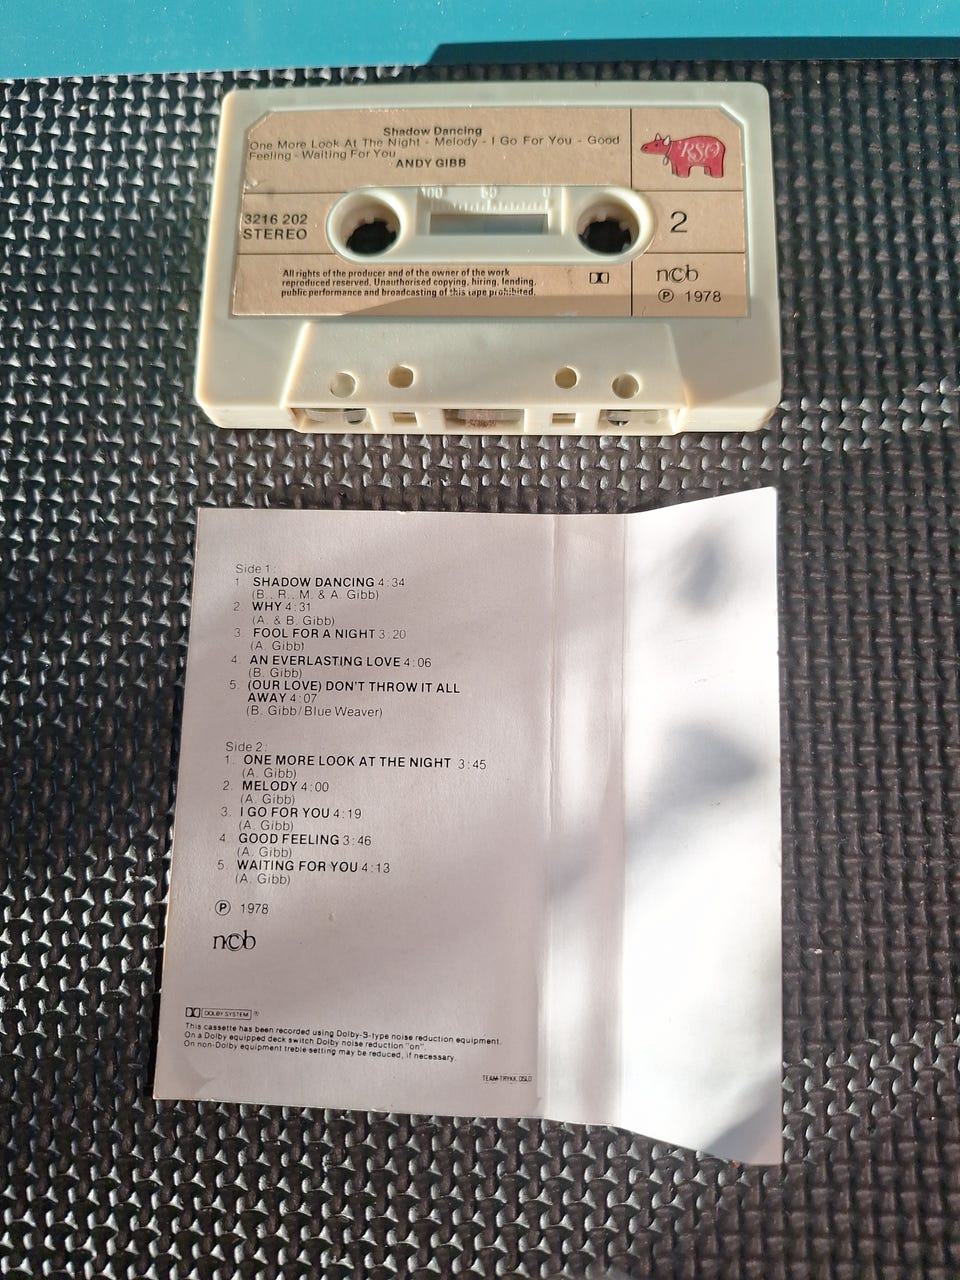 Shadow Dancing
One More Look At The Night - Melody - I Go For You - Good
Feeling - Waiting For You
ANDY GIBB
RSO
3216 202
STEREO
100 50 0
2
All rights of the producer and of the owner of the work
reproduced reserved. Unauthorised copying, hiring, lending,
public performance and broadcasting of this tape prohibited.
ncb
Ⓟ 1978
Side 1:
1. SHADOW DANCING 4:34
(B., R., M. & A. Gibb)
2. WHY 4:31
(A. & B. Gibb)
3. FOOL FOR A NIGHT 3:20
(A. Gibb)
4. AN EVERLASTING LOVE 4:06
(B. Gibb)
5. (OUR LOVE) DON'T THROW IT ALL
AWAY 4:07
(B. Gibb/Blue Weaver)
Side 2:
1. ONE MORE LOOK AT THE NIGHT 3:45
(A. Gibb)
2. MELODY 4:00
(A. Gibb)
3. I GO FOR YOU 4:19
(A. Gibb)
4. GOOD FEELING 3:46
(A. Gibb)
5. WAITING FOR YOU 4:13
(A. Gibb)
Ⓟ 1978
ncb
DOLBY SYSTEM ®
This cassette has been recorded using Dolby-B-type noise reduction equipment.
On a Dolby equipped deck switch Dolby noise reduction "on".
On non-Dolby equipment treble setting may be reduced, if necessary.
TEAM-TRYKK, OSLO